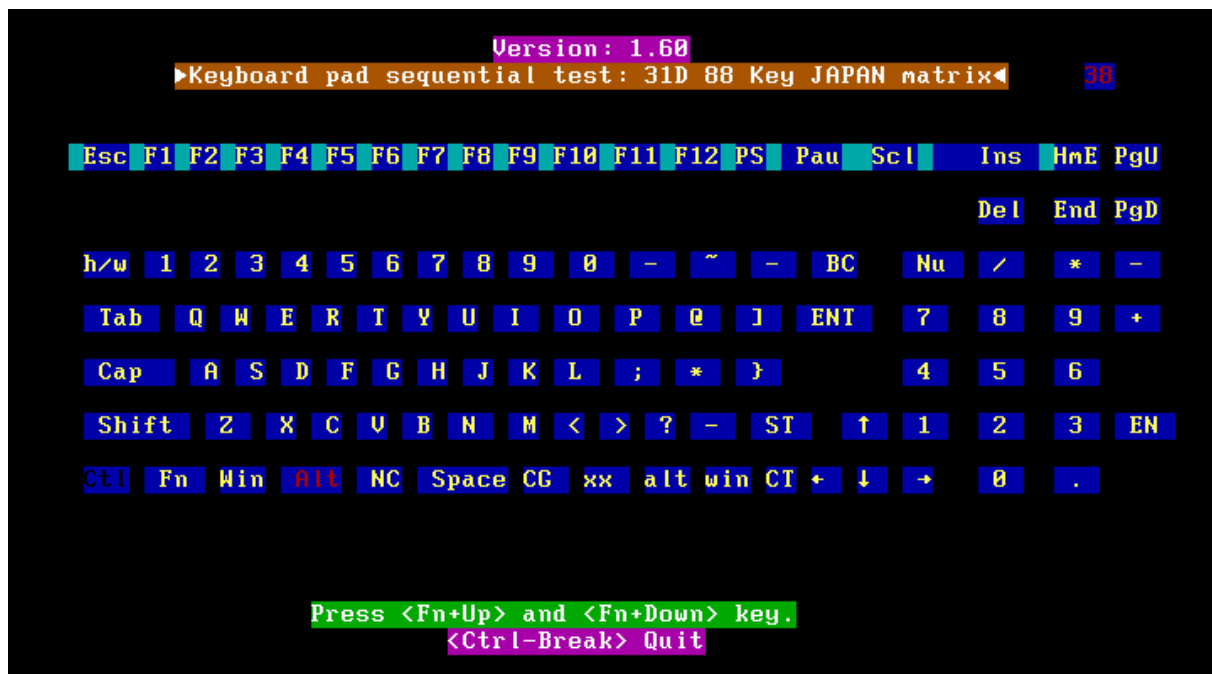 Version: 1.60
►Keyboard pad sequential test: 31D 88 Key JAPAN matrix◄ 38
Esc F1 F2 F3 F4 F5 F6 F7 F8 F9 F10 F11 F12 PS Pau Scl Ins HmE PgU
Del End PgD
h/w 1 2 3 4 5 6 7 8 9 0 - ~ - BC Nu / * -
Tab Q W E R T Y U I O P @ ] ENT 7 8 9 +
Cap A S D F G H J K L ; * } 4 5 6
Shift Z X C V B N M < > ? - ST ↑ 1 2 3 EN
Ctl Fn Win Alt NC Space CG xx alt win CT ← ↓ → 0 .
Press <Fn+Up> and <Fn+Down> key.
<Ctrl-Break> Quit